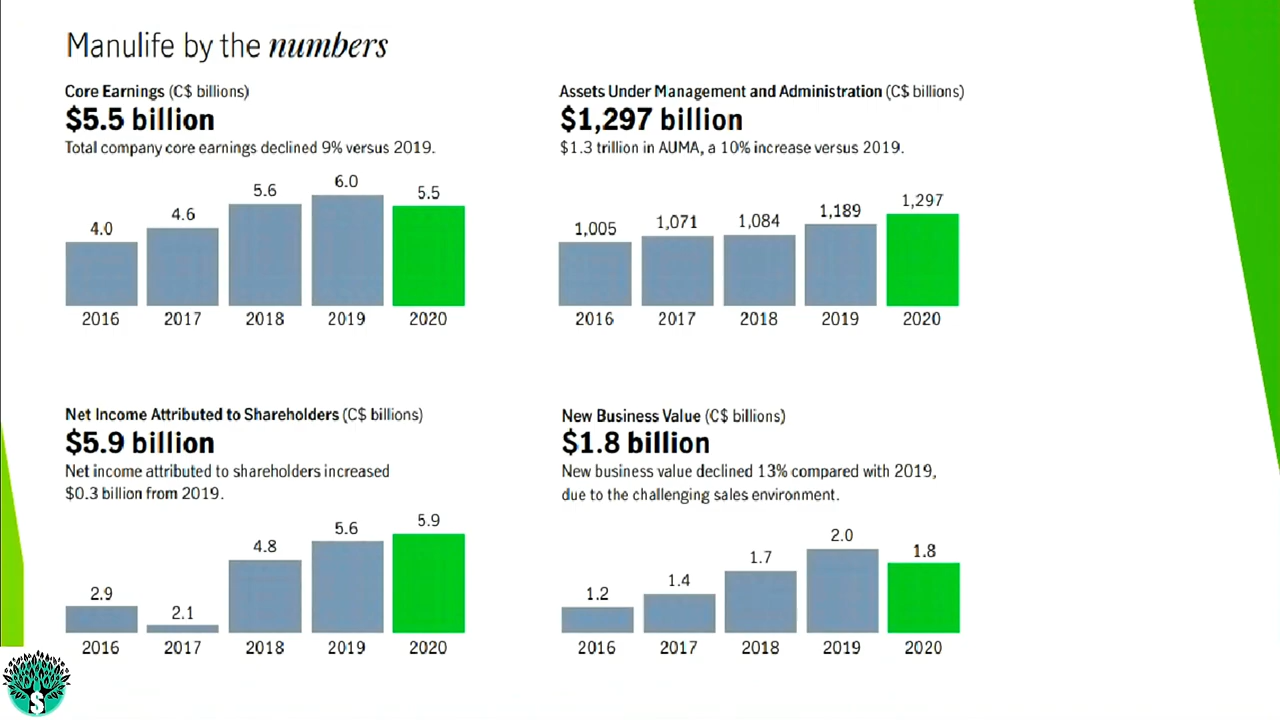 Manulife by the numbers
Core Earnings (C$ billions)
$5.5 billion
Total company core earnings declined 9% versus 2019.
4.0 4.6 5.6 6.0 5.5
2016 2017 2018 2019 2020
Assets Under Management and Administration (C$ billions)
$1,297 billion
$1.3 trillion in AUMA, a 10% increase versus 2019.
1,005 1,071 1,084 1,189 1,297
2016 2017 2018 2019 2020
Net Income Attributed to Shareholders (C$ billions)
$5.9 billion
Net income attributed to shareholders increased
$0.3 billion from 2019.
2.9 2.1 4.8 5.6 5.9
2016 2017 2018 2019 2020
New Business Value (C$ billions)
$1.8 billion
New business value declined 13% compared with 2019,
due to the challenging sales environment.
1.2 1.4 1.7 2.0 1.8
2016 2017 2018 2019 2020
$